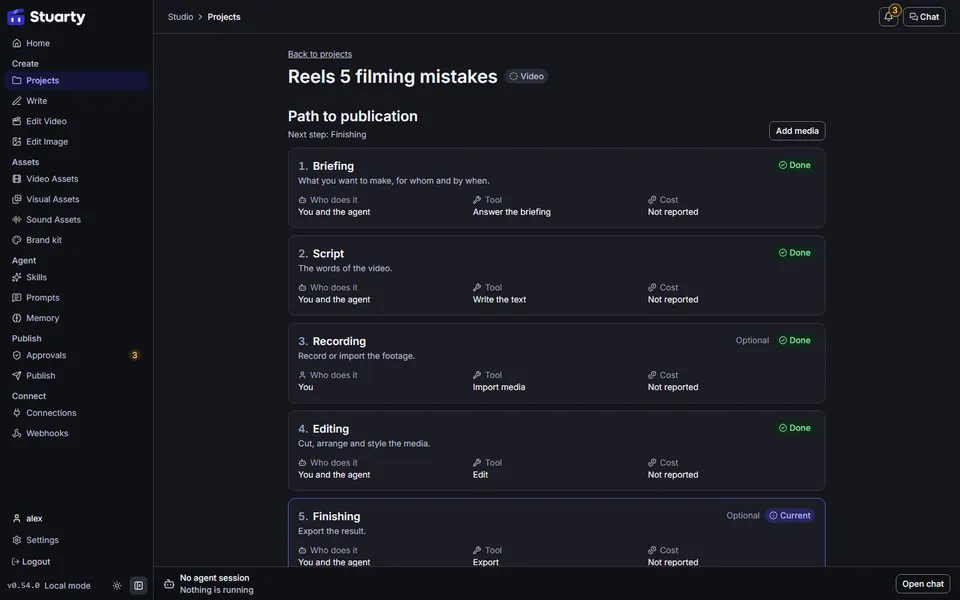 Stuarty
Home
Create
Projects
Write
Edit Video
Edit Image
Assets
Video Assets
Visual Assets
Sound Assets
Brand kit
Agent
Skills
Prompts
Memory
Publish
Approvals 3
Publish
Connect
Connections
Webhooks
alex
Settings
Logout
v0.54.0 Local mode
Studio > Projects
3
Chat
Back to projects
Reels 5 filming mistakes Video
Path to publication
Next step: Finishing
Add media
1. Briefing Done
What you want to make, for whom and by when.
Who does it Tool Cost
You and the agent Answer the briefing Not reported
2. Script Done
The words of the video.
Who does it Tool Cost
You and the agent Write the text Not reported
3. Recording Optional Done
Record or import the footage.
Who does it Tool Cost
You Import media Not reported
4. Editing Done
Cut, arrange and style the media.
Who does it Tool Cost
You and the agent Edit Not reported
5. Finishing Optional Current
Export the result.
Who does it Tool Cost
You and the agent Export Not reported
No agent session
Nothing is running
Open chat